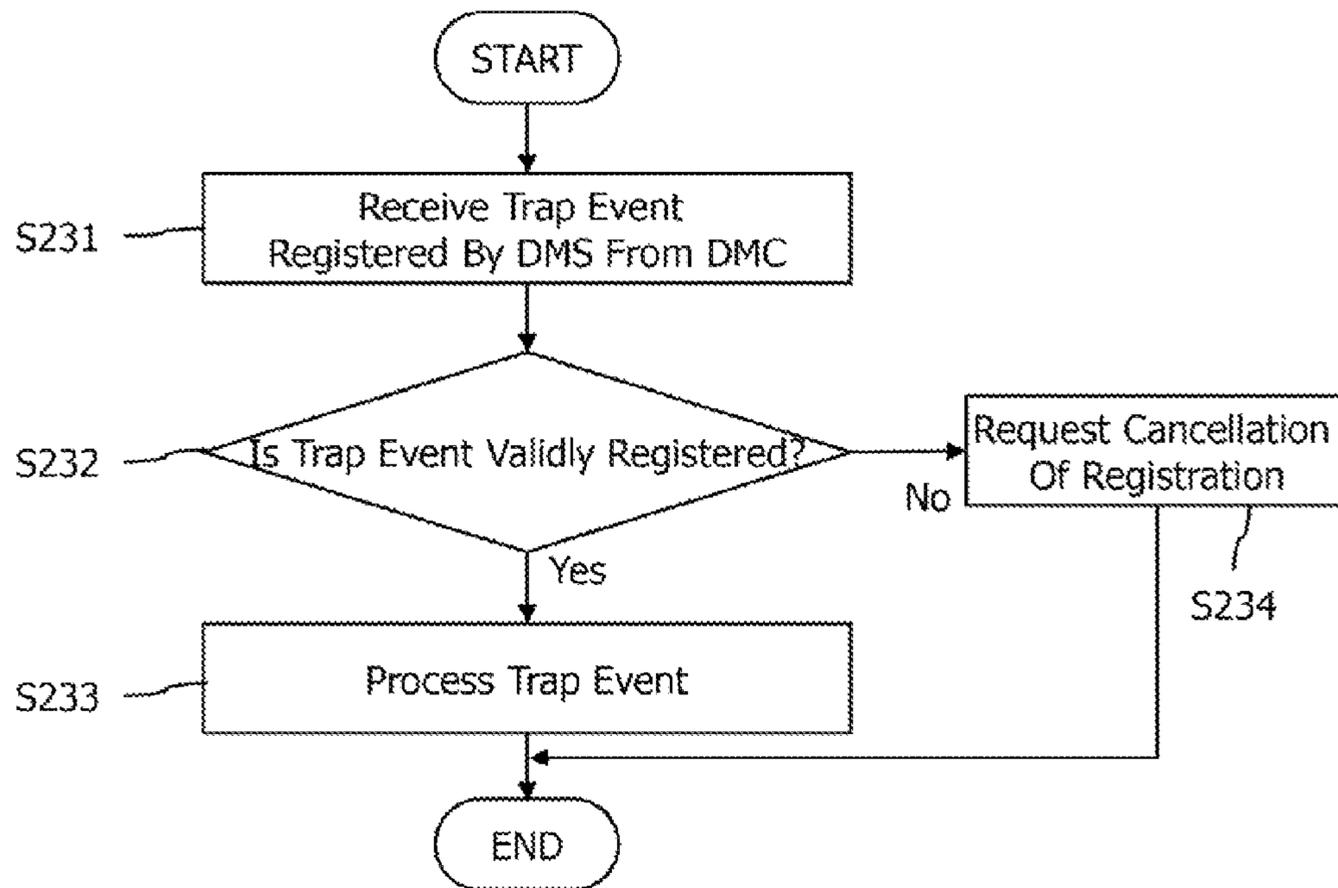 START
S231
Receive Trap Event
Registered By DMS From DMC
S232
Is Trap Event Validly Registered?
No
Request Cancellation
Of Registration
S234
Yes
S233
Process Trap Event
END